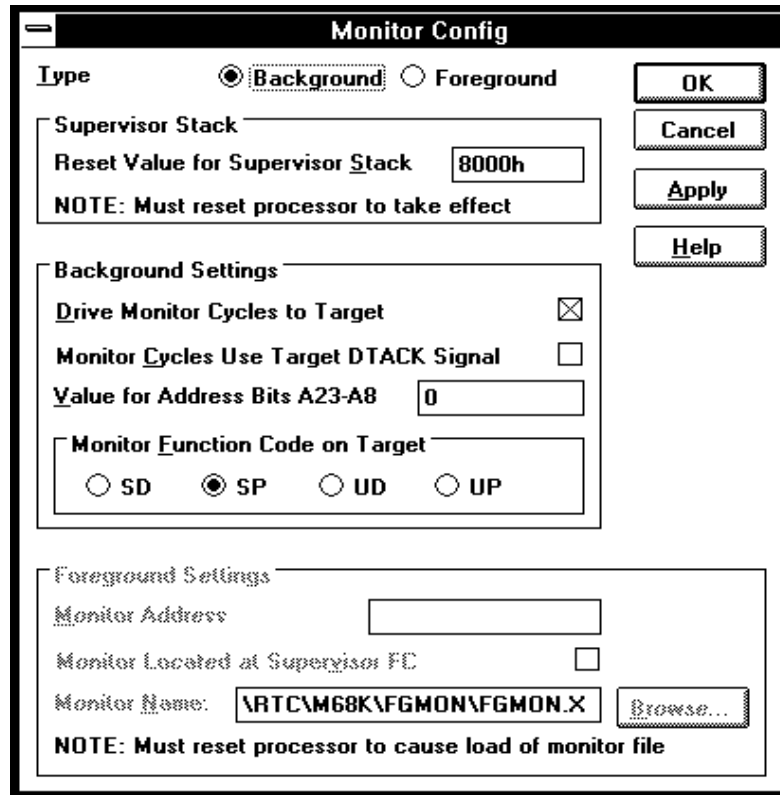 Monitor Config
Type Background Foreground
OK
Cancel
Apply
Help
Supervisor Stack
Reset Value for Supervisor Stack 8000h
NOTE: Must reset processor to take effect
Background Settings
Drive Monitor Cycles to Target
Monitor Cycles Use Target DTACK Signal
Value for Address Bits A23-A8 0
Monitor Function Code on Target
SD SP UD UP
Foreground Settings
Monitor Address
Monitor Located at Supervisor FC
Monitor Name: \RTC\M68K\FGMON\FGMON.X Browse...
NOTE: Must reset processor to cause load of monitor file